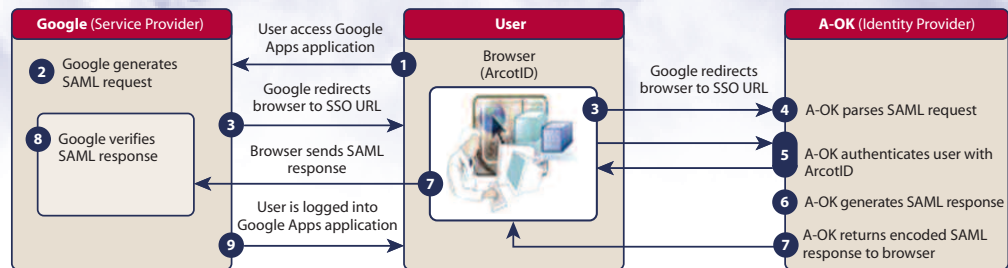 Google (Service Provider)
User
A-OK (Identity Provider)
User access Google
Apps application
1
2
Google generates
SAML request
Google redirects
browser to SSO URL
3
Browser
(ArcotID)
Google redirects
browser to SSO URL
3
4
A-OK parses SAML request
5
A-OK authenticates user with
ArcotID
6
A-OK generates SAML response
7
A-OK returns encoded SAML
response to browser
Browser sends SAML
response
7
8
Google verifies
SAML response
User is logged into
Google Apps application
9